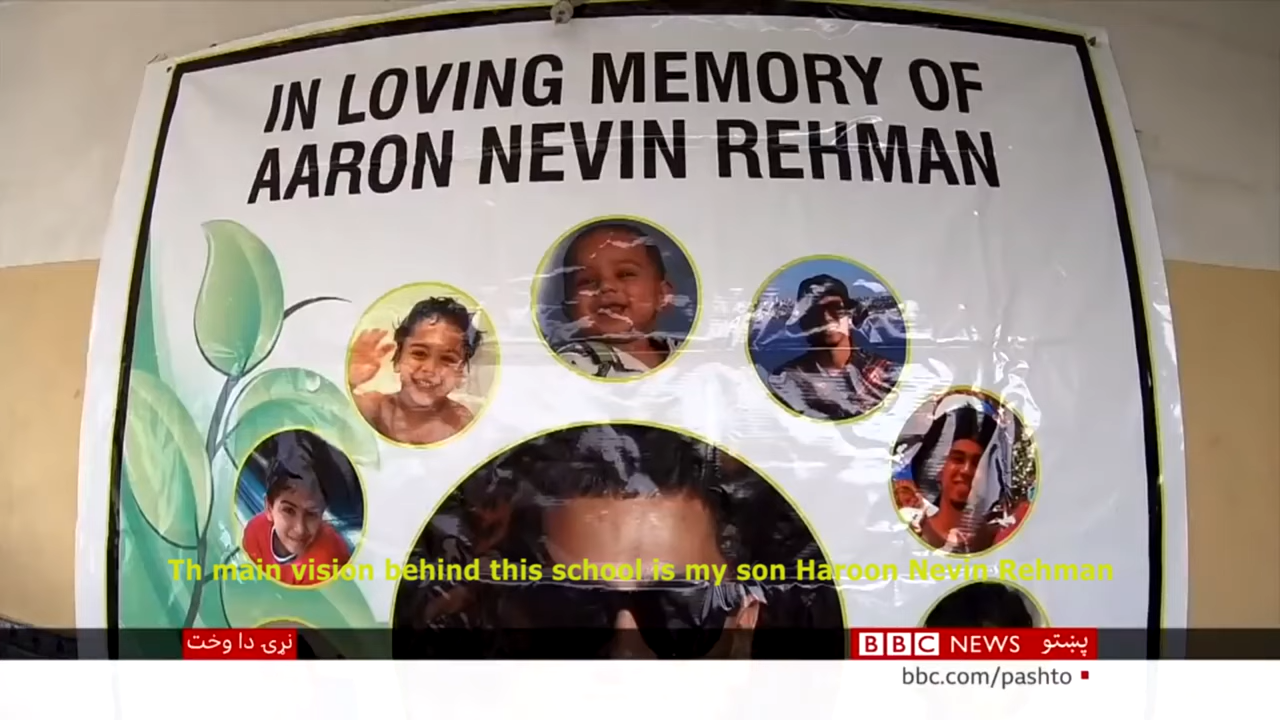 IN LOVING MEMORY OF
AARON NEVIN REHMAN
Th main vision behind this school is my son Haroon Nevin Rehman
نړۍ دا وخت
BBC NEWS پښتو
bbc.com/pashto